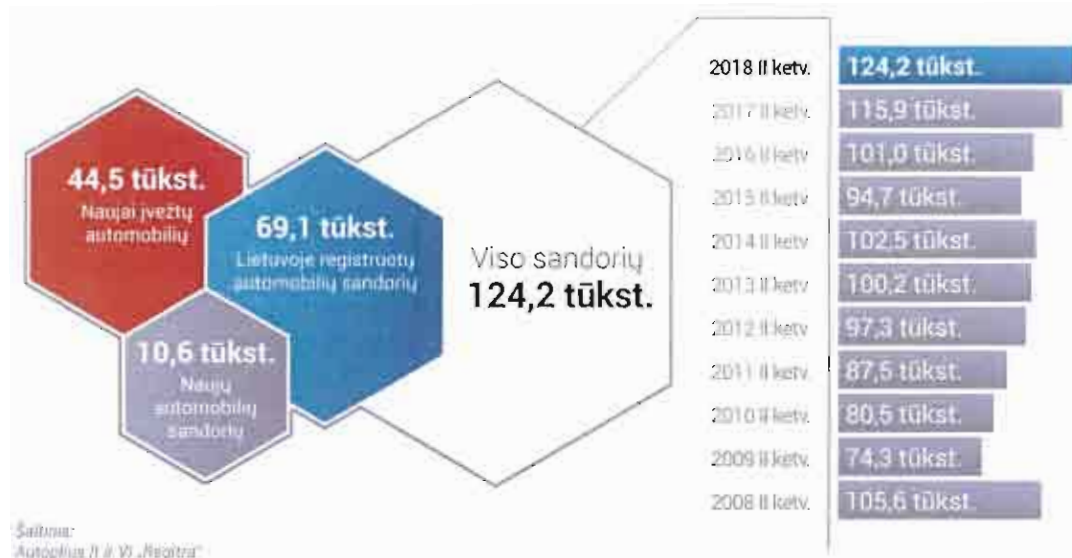 44,5 tūkst.
Naujai įvežtų
automobilių
69,1 tūkst.
Lietuvoje registruotų
automobilių sandorių
10,6 tūkst.
Naujų
automobilių
sandorių
Viso sandorių
124,2 tūkst.
2018 II ketv. 124,2 tūkst.
2017 II ketv. 115,9 tūkst.
2016 II ketv 101,0 tūkst.
2015 II ketv. 94,7 tūkst.
2014 II ketv. 102,5 tūkst.
2013 II ketv. 100,2 tūkst.
2012 II ketv. 97,3 tūkst.
2011 II ketv. 87,5 tūkst.
2010 II ketv. 80,5 tūkst.
2009 II ketv. 74,3 tūkst.
2008 II ketv. 105,6 tūkst.
Šaltinis:
Autoplius.lt ir VĮ „Regitra“